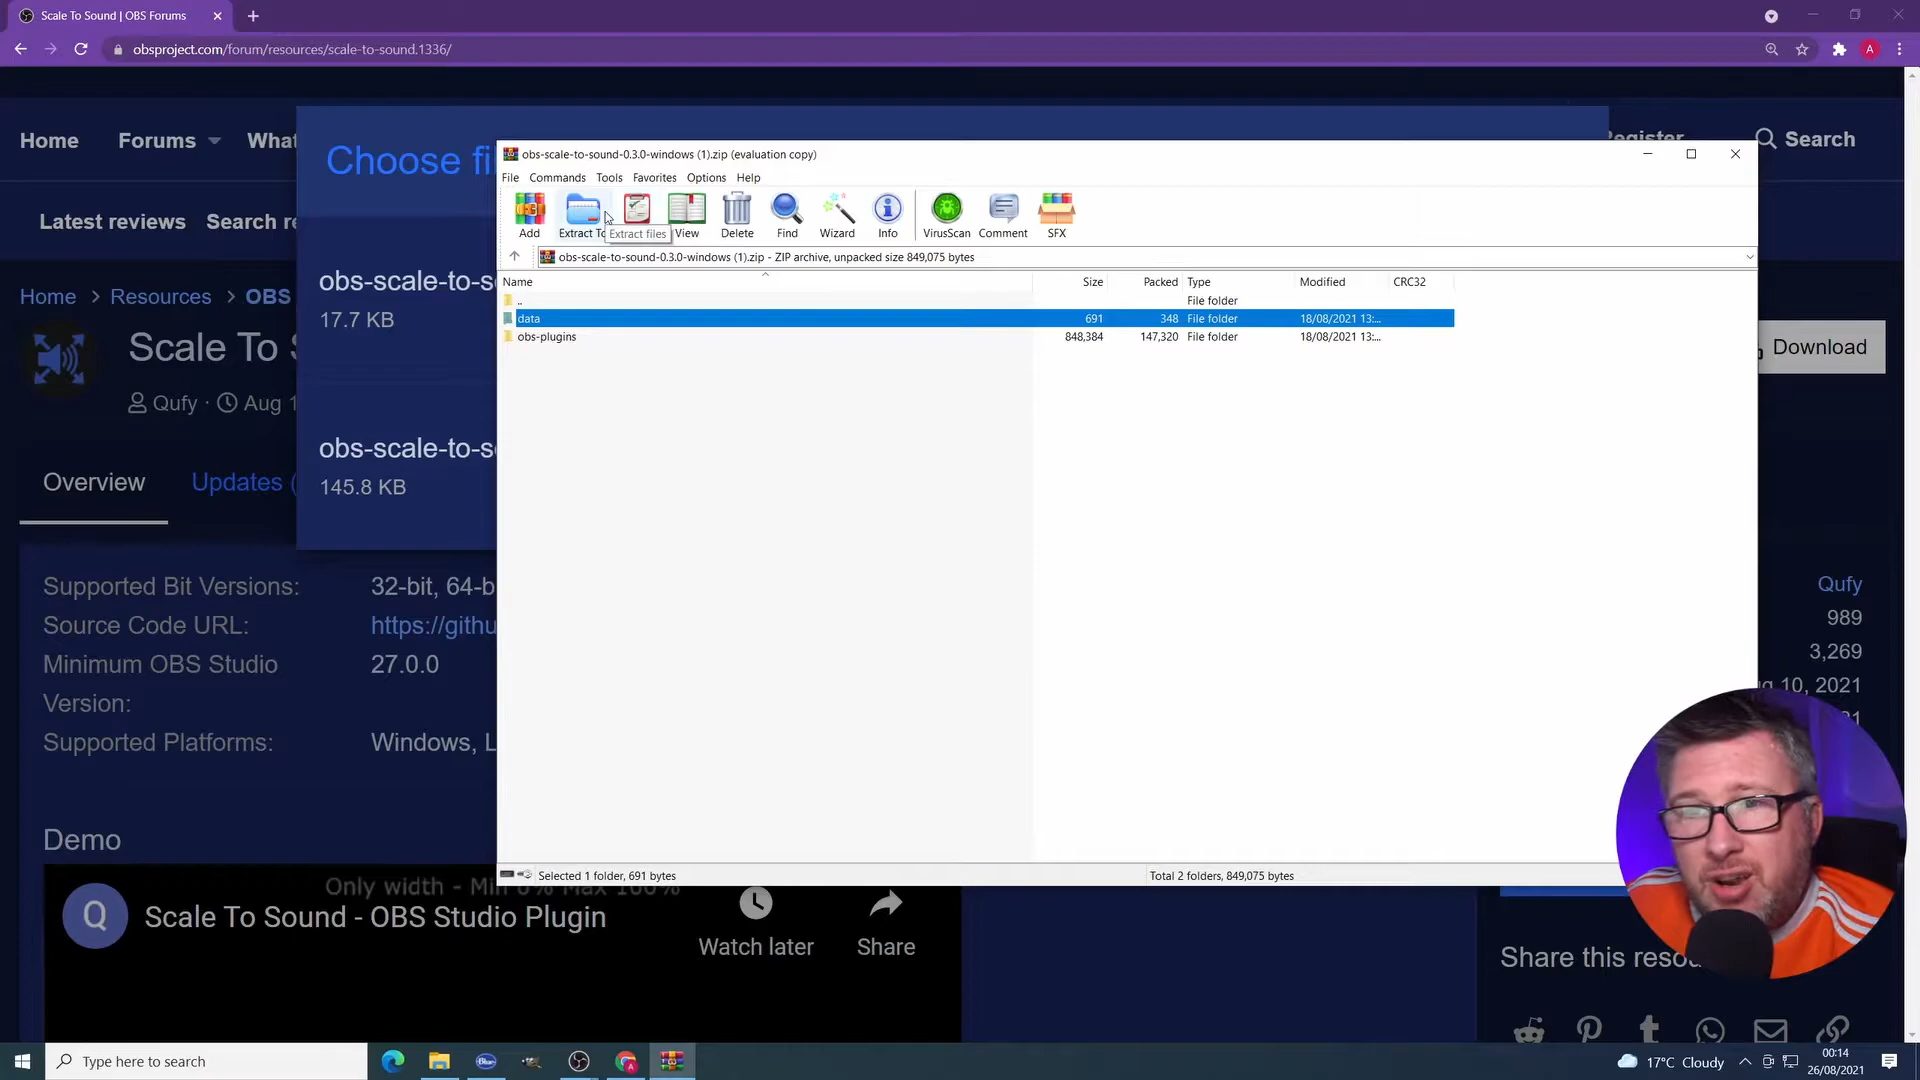 Scale To Sound | OBS Forums
obsproject.com/forum/resources/scale-to-sound.1336/
A
Home
Forums
Register
Search
Choose fi
obs-scale-to-sound-0.3.0-windows (1).zip (evaluation copy)
File Commands Tools Favorites Options Help
Add Extract To View Delete Find Wizard Info VirusScan Comment SFX
Extract files
obs-scale-to-sound-0.3.0-windows (1).zip - ZIP archive, unpacked size 849,075 bytes
Name Size Packed Type Modified CRC32
.. File folder
data 691 348 File folder 18/08/2021 13:...
obs-plugins 848,384 147,320 File folder 18/08/2021 13:...
Latest reviews
Home > Resources > OBS
obs-scale-to-s
17.7 KB
Scale To S
Download
Qufy · Aug 1
obs-scale-to-s
145.8 KB
Overview
Updates (
Supported Bit Versions: 32-bit, 64-b
Source Code URL: https://githu
Minimum OBS Studio Version: 27.0.0
Supported Platforms: Windows, L
Qufy
989
3,269
10, 2021
Demo
Selected 1 folder, 691 bytes
Total 2 folders, 849,075 bytes
Q
Scale To Sound - OBS Studio Plugin
Watch later
Share
Share this reso
Type here to search
17°C Cloudy
00:14
26/08/2021